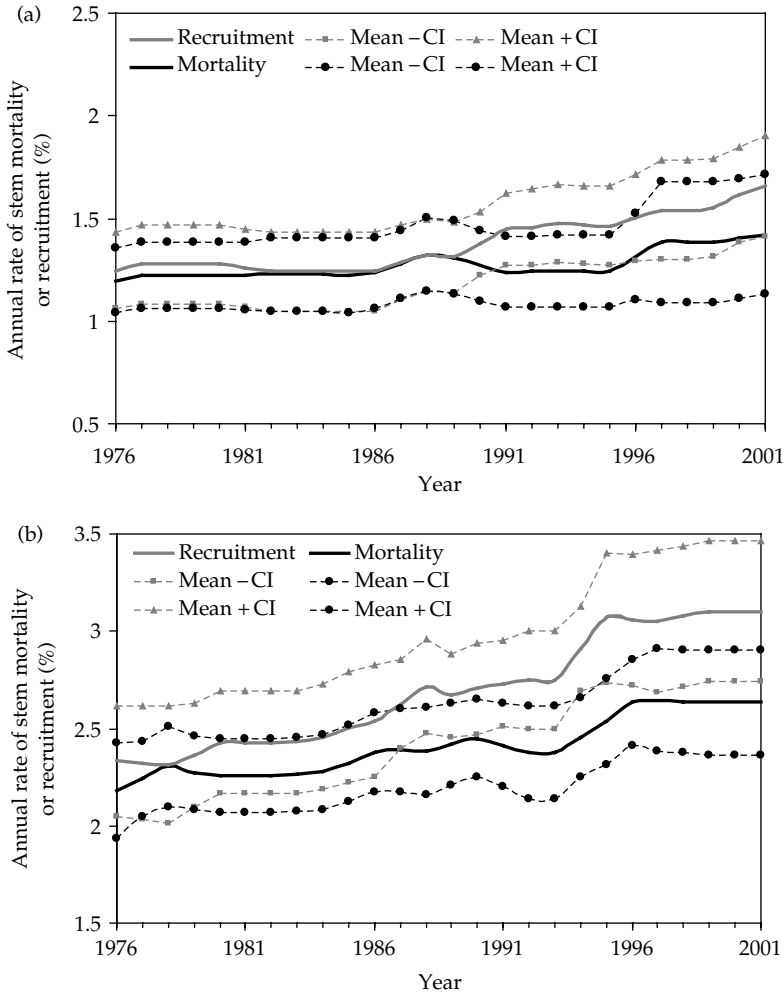 (a)
2.5
2
1.5
1
0.5
Recruitment Mean – CI Mean + CI
Mortality Mean – CI Mean + CI
Annual rate of stem mortality
or recruitment (%)
1976 1981 1986 1991 1996 2001
Year
(b)
3.5
3
2.5
2
1.5
Recruitment Mortality
Mean – CI Mean – CI
Mean + CI Mean + CI
Annual rate of stem mortality
or recruitment (%)
1976 1981 1986 1991 1996 2001
Year